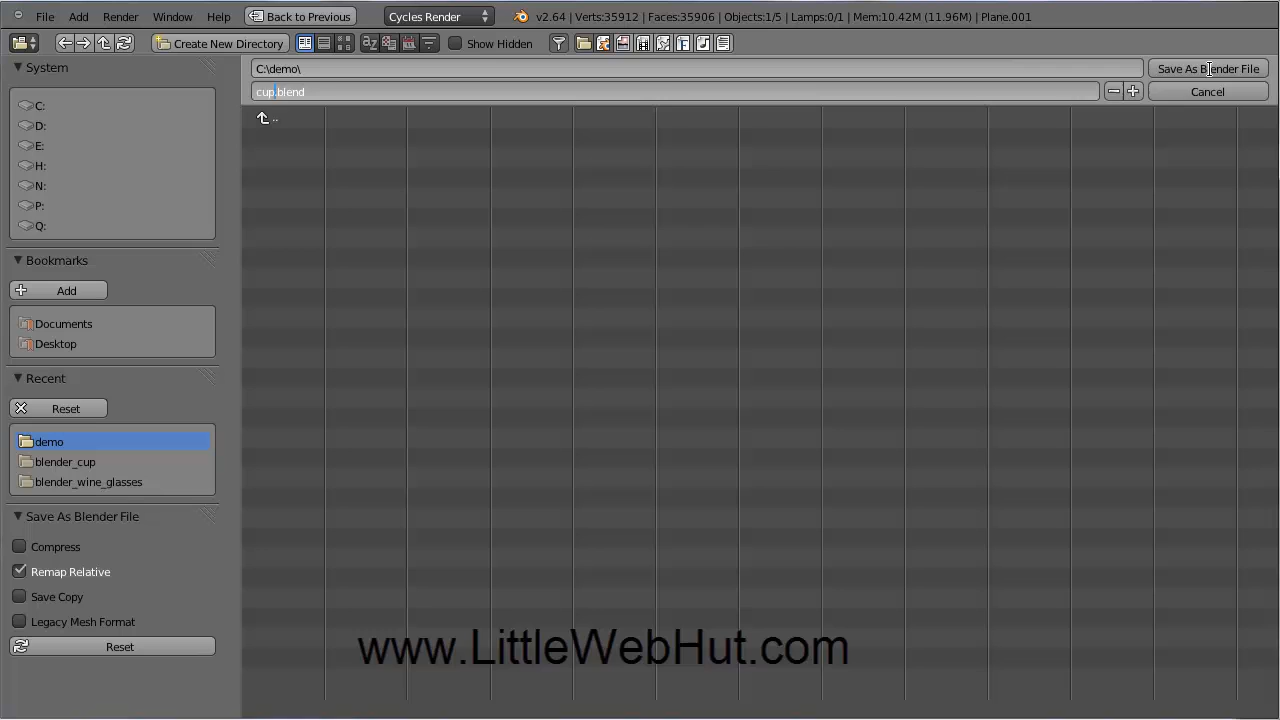 File Add Render Window Help Back to Previous Cycles Render v2.64 | Verts:35912 | Faces:35906 | Objects:1/5 | Lamps:0/1 | Mem:10.42M (11.96M) | Plane.001
Create New Directory Show Hidden
System
C:\demo\ Save As Blender File
cup.blend Cancel
..
C:
D:
E:
H:
N:
P:
Q:
Bookmarks
Add
Documents
Desktop
Recent
Reset
demo
blender_cup
blender_wine_glasses
Save As Blender File
Compress
Remap Relative
Save Copy
Legacy Mesh Format
Reset
www.LittleWebHut.com